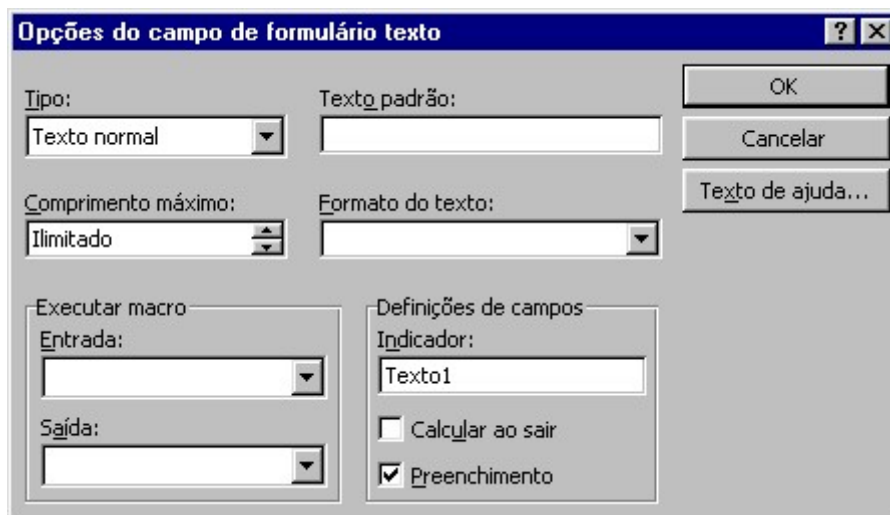 Opções do campo de formulário texto
Tipo:
Texto normal
Texto padrão:
OK
Cancelar
Texto de ajuda...
Comprimento máximo:
Ilimitado
Formato do texto:
Executar macro
Entrada:
Saída:
Definições de campos
Indicador:
Texto1
Calcular ao sair
Preenchimento